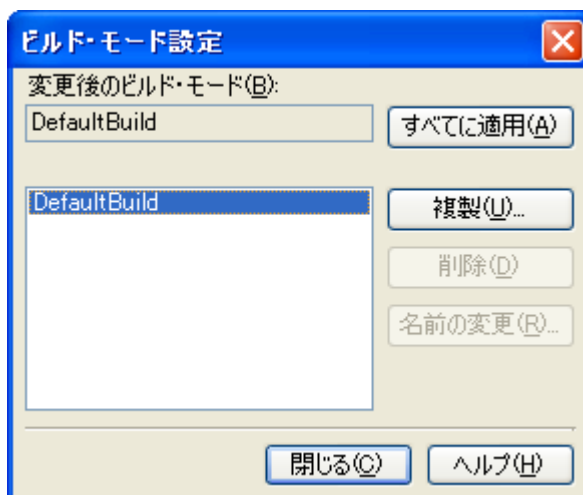 ビルド・モード設定
変更後のビルド・モード(B):
DefaultBuild
すべてに適用(A)
DefaultBuild
複製(U)...
削除(D)
名前の変更(R)...
閉じる(C)
ヘルプ(H)